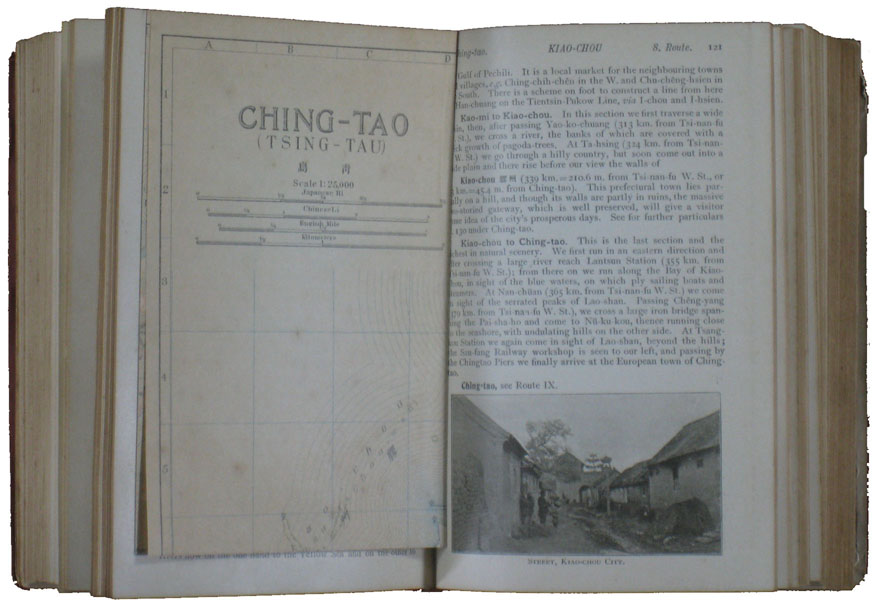 A B C D
1
CHING-TAO
(TSING-TAU)
Scale 1:25,000
Japanese Ri
Chinese Li
English Mile
Kilometers
2
3
4
5
KIAO-CHOU 8. Route. 121
Gulf of Pechili. It is a local market for the neighbouring towns
villages, e.g. Ching-chih-chên in the W. and Chu-chêng-hsien in
South. There is a scheme on foot to construct a line from here
Han-chuang on the Tientsin-Pukow Line, via I-chou and I-hsien.
Kao-mi to Kiao-chou. In this section we first traverse a wide
then, after passing Yao-ko-chuang (313 km. from Tsi-nan-fu
St.), we cross a river, the banks of which are covered with a
growth of pagoda-trees. At Ta-hsing (324 km. from Tsi-nan-
W. St.) we go through a hilly country, but soon come out into a
plain and there rise before our view the walls of
Kiao-chou 膠州 (339 km.=210.6 m. from Tsi-nan-fu W. St., or
km.=45.4 m. from Ching-tao). This prefectural town lies par-
on a hill, and though its walls are partly in ruins, the massive
gateway, which is well preserved, will give a visitor
idea of the city's prosperous days. See for further particulars
130 under Ching-tao.
Kiao-chou to Ching-tao. This is the last section and the
in natural scenery. We first run in an eastern direction and
crossing a large river reach Lantsun Station (355 km. from
W. St.); from there on we run along the Bay of Kiao-
in sight of the blue waters, on which ply sailing boats and
At Nan-chüan (365 km. from Tsi-nan-fu W. St.) we come
sight of the serrated peaks of Lao-shan. Passing Chêng-yang
km. from Tsi-nan-fu W. St.), we cross a large iron bridge span-
the Pai-sha-ho and come to Nü-ku-kou, thence running close
the seashore, with undulating hills on the other side. At Tsang-
Station we again come in sight of Lao-shan, beyond the hills;
the San-fang Railway workshop is seen to our left, and passing by
the Chingtao Piers we finally arrive at the European town of Ching-
tao.
Ching-tao, see Route IX.
STREET, KIAO-CHOU CITY.